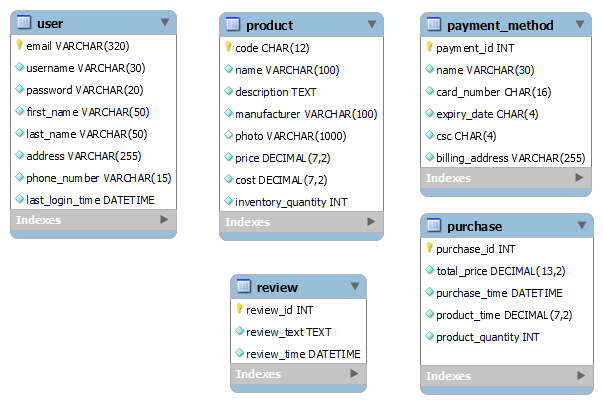 user
email VARCHAR(320)
username VARCHAR(30)
password VARCHAR(20)
first_name VARCHAR(50)
last_name VARCHAR(50)
address VARCHAR(255)
phone_number VARCHAR(15)
last_login_time DATETIME
Indexes
product
code CHAR(12)
name VARCHAR(100)
description TEXT
manufacturer VARCHAR(100)
photo VARCHAR(1000)
price DECIMAL(7,2)
cost DECIMAL(7,2)
inventory_quantity INT
Indexes
payment_method
payment_id INT
name VARCHAR(30)
card_number CHAR(16)
expiry_date CHAR(4)
csc CHAR(4)
billing_address VARCHAR(255)
Indexes
review
review_id INT
review_text TEXT
review_time DATETIME
Indexes
purchase
purchase_id INT
total_price DECIMAL(13,2)
purchase_time DATETIME
product_time DECIMAL(7,2)
product_quantity INT
Indexes